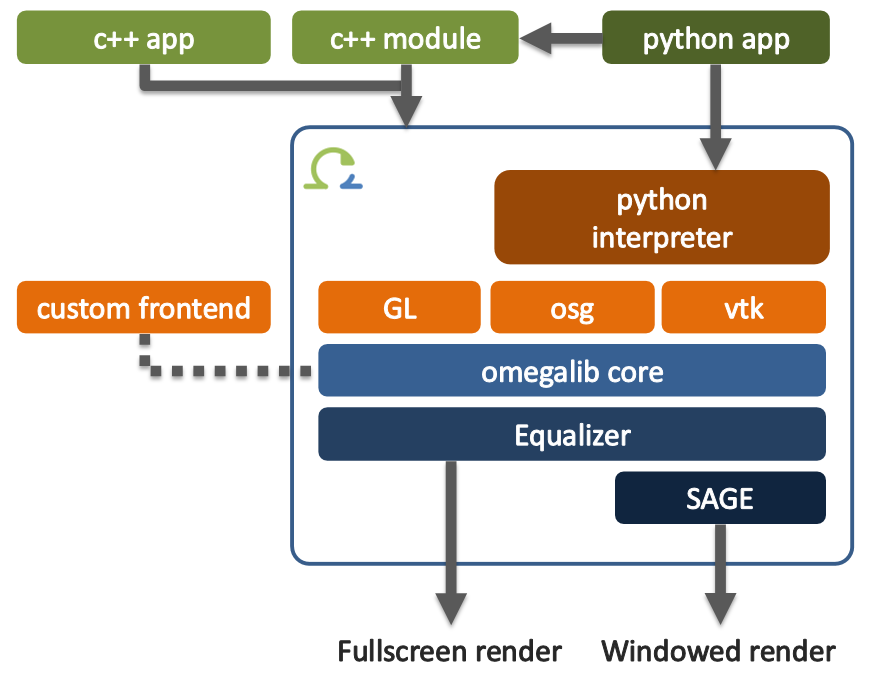 c++ app
c++ module
python app
python
interpreter
custom frontend
GL
osg
vtk
omegalib core
Equalizer
SAGE
Fullscreen render
Windowed render